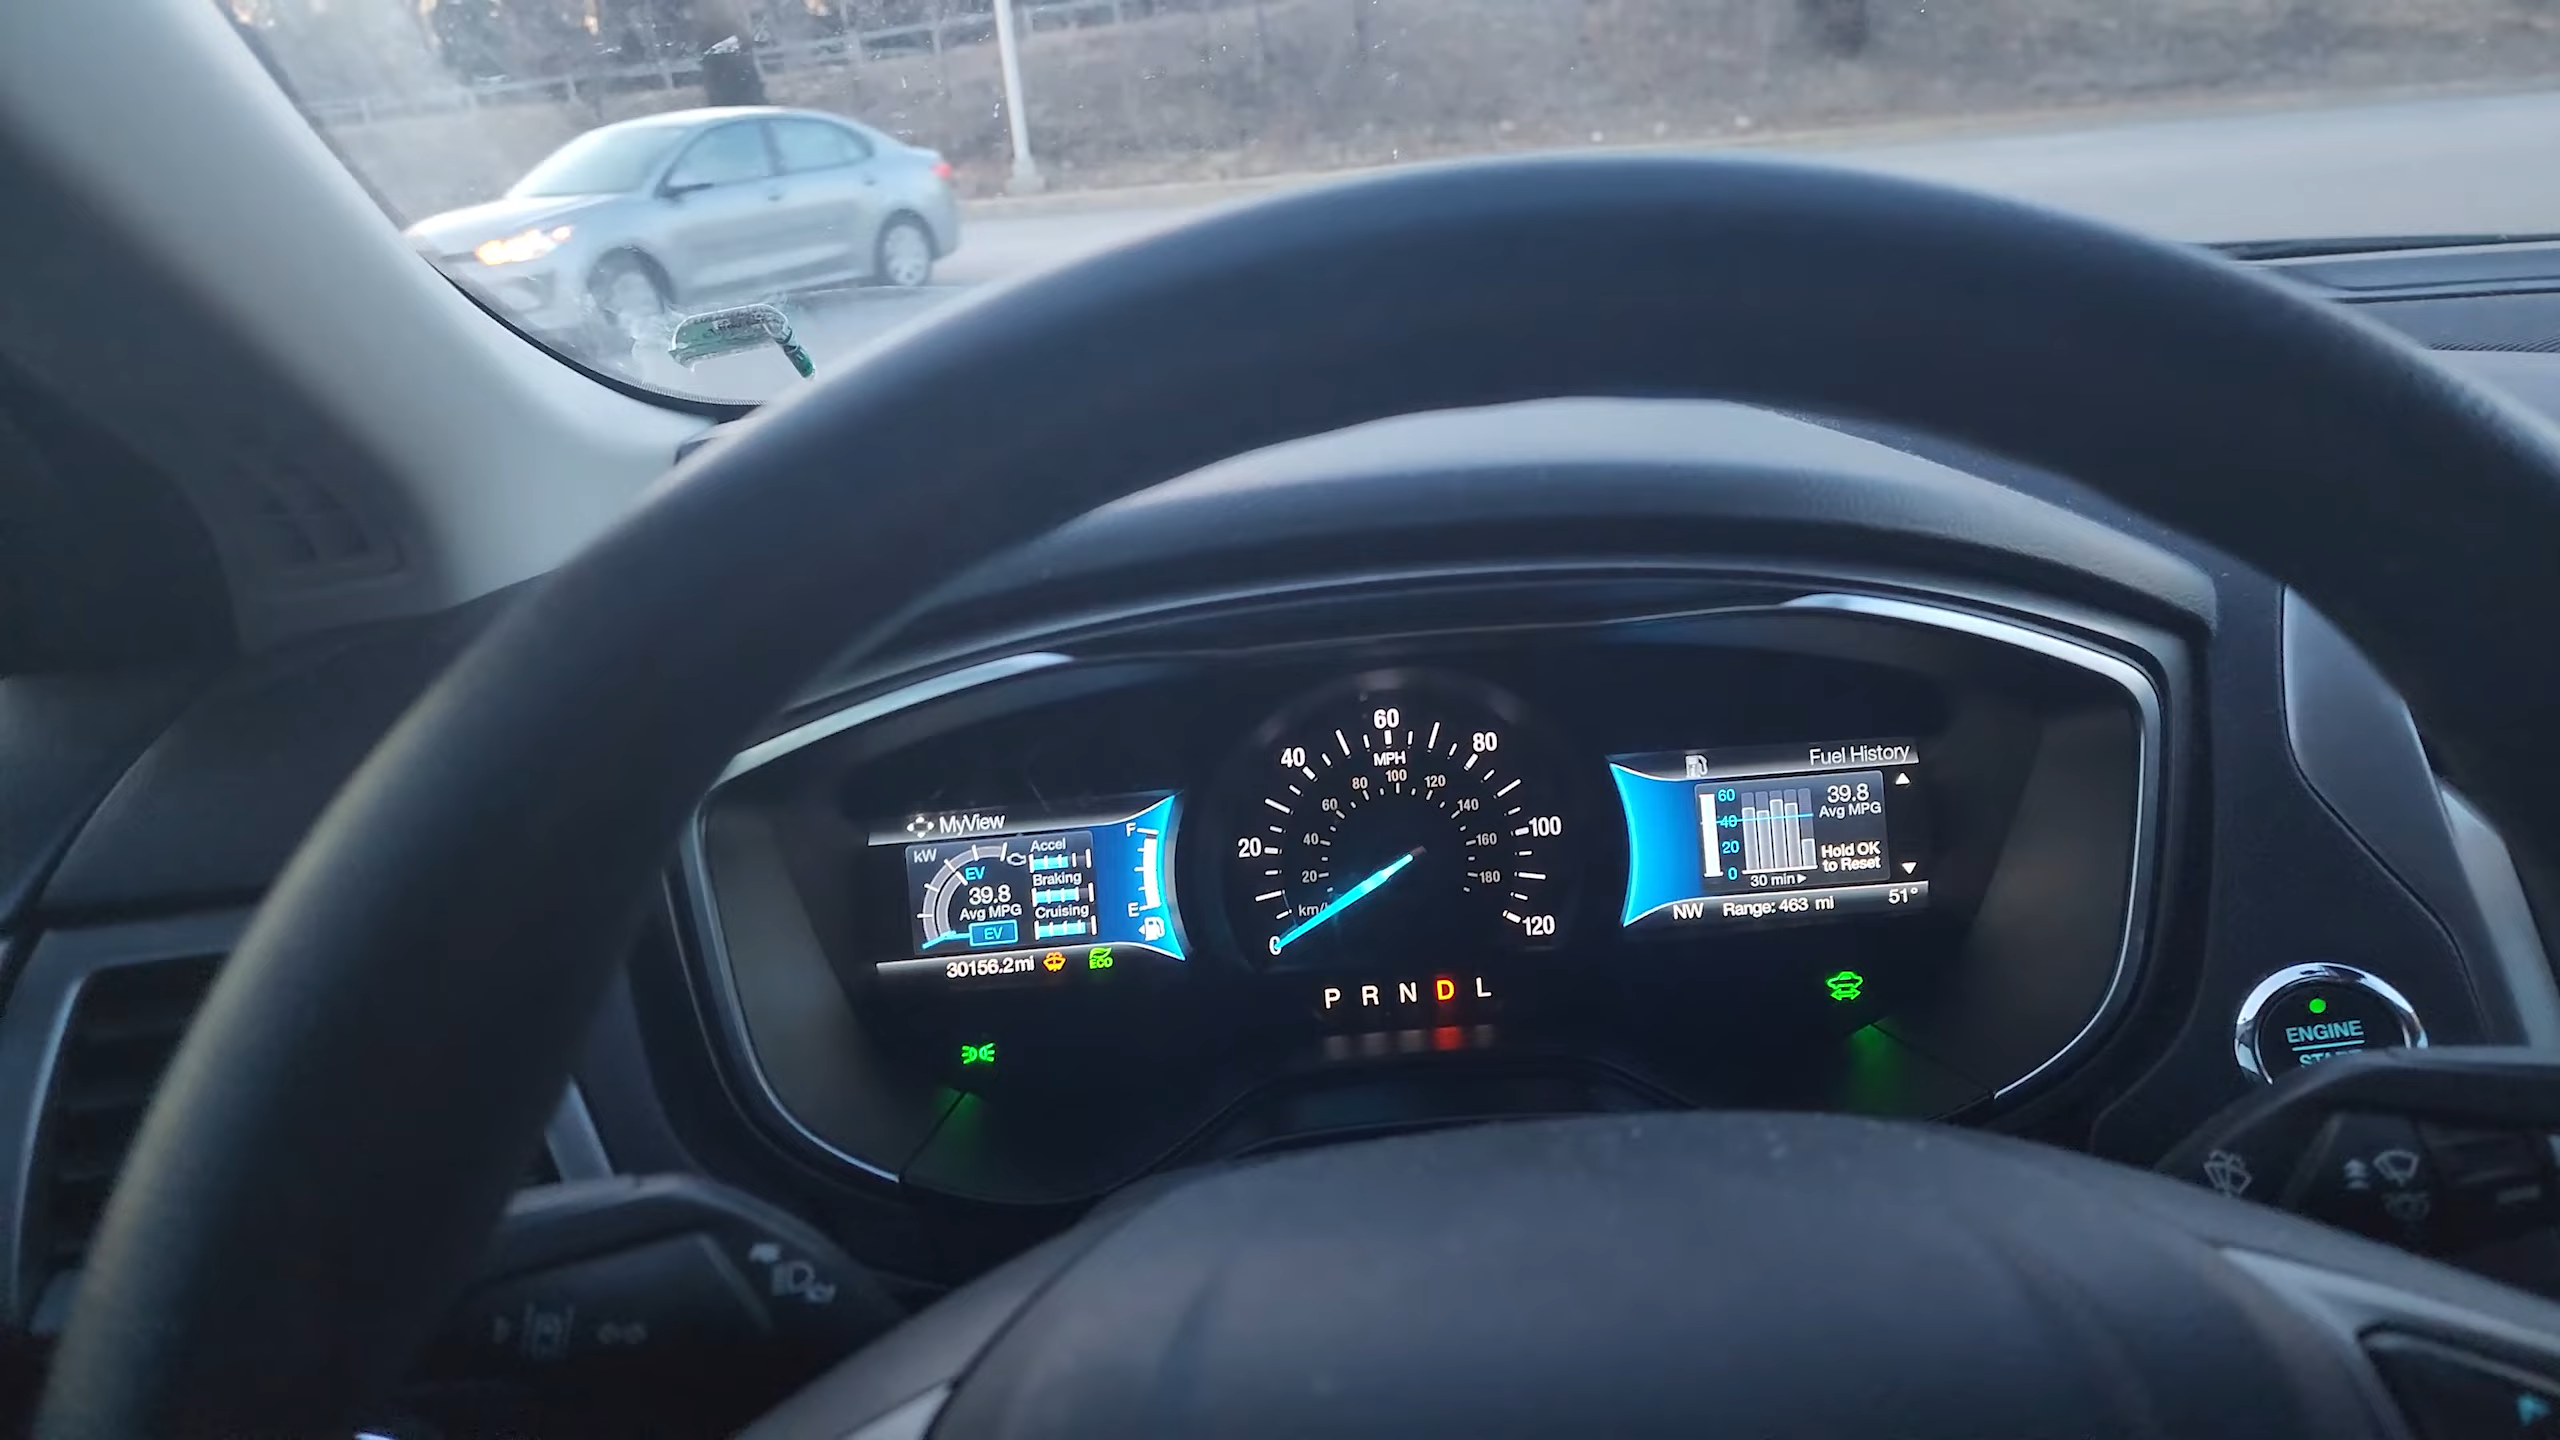 MyView
kW
EV
39.8
Avg MPG
EV
Accel
Braking
Cruising
F
E
30156.2mi
ECO
0
20
40
60
80
100
120
MPH
20
40
60
80
100
120
140
160
180
km/
P R N D L
Fuel History
60
40
20
0
30 min
39.8
Avg MPG
Hold OK
to Reset
NW Range: 463 mi 51°
ENGINE
START